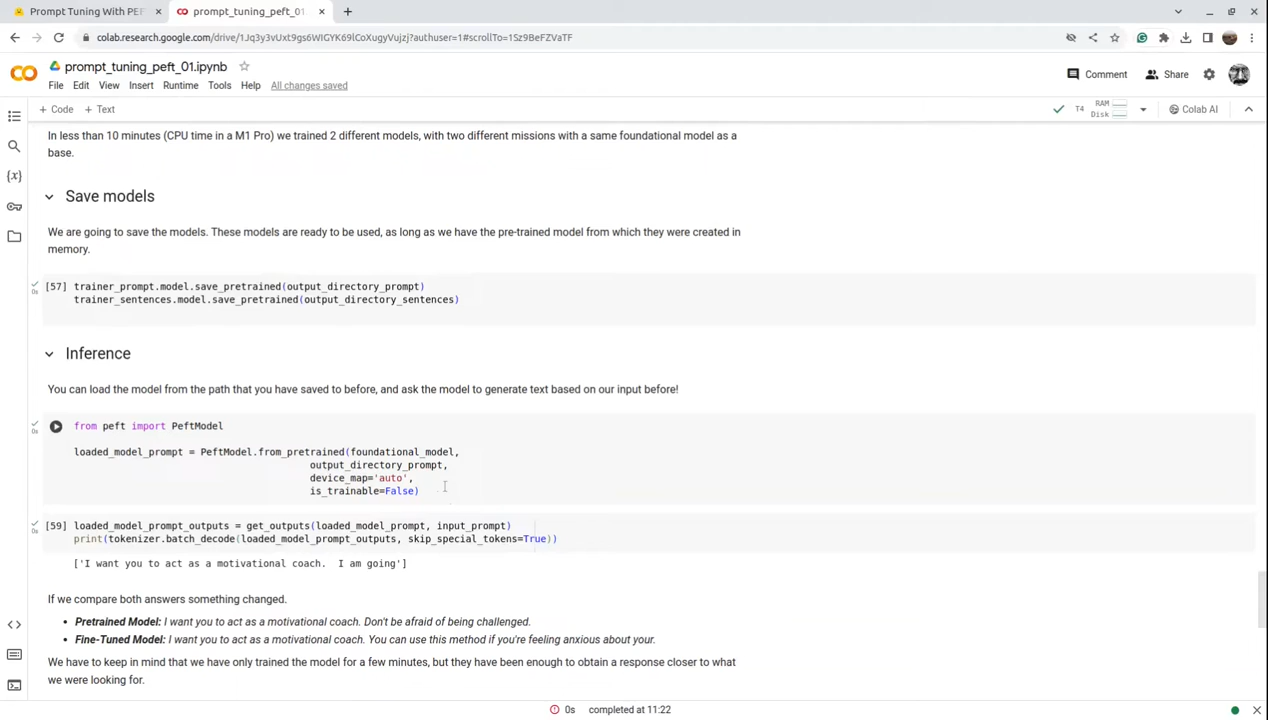 Prompt Tuning With PEF
prompt_tuning_peft_01.
colab.research.google.com/drive/1Jq3y3vUxt9gs6WIGYK69lCoXugyVujzj?authuser=1#scrollTo=1Sz9BeFZVaTF
prompt_tuning_peft_01.ipynb
Comment
Share
File Edit View Insert Runtime Tools Help All changes saved
+ Code + Text
T4 RAM Disk
Colab AI
In less than 10 minutes (CPU time in a M1 Pro) we trained 2 different models, with two different missions with a same foundational model as a
base.
Save models
We are going to save the models. These models are ready to be used, as long as we have the pre-trained model from which they were created in
memory.
[57] trainer_prompt.model.save_pretrained(output_directory_prompt)
0s
trainer_sentences.model.save_pretrained(output_directory_sentences)
Inference
You can load the model from the path that you have saved to before, and ask the model to generate text based on our input before!
from peft import PeftModel
0s
loaded_model_prompt = PeftModel.from_pretrained(foundational_model,
output_directory_prompt,
device_map='auto',
is_trainable=False)
[59] loaded_model_prompt_outputs = get_outputs(loaded_model_prompt, input_prompt)
0s
print(tokenizer.batch_decode(loaded_model_prompt_outputs, skip_special_tokens=True))
['I want you to act as a motivational coach.  I am going']
If we compare both answers something changed.
• Pretrained Model: I want you to act as a motivational coach. Don't be afraid of being challenged.
• Fine-Tuned Model: I want you to act as a motivational coach. You can use this method if you're feeling anxious about your.
We have to keep in mind that we have only trained the model for a few minutes, but they have been enough to obtain a response closer to what
we were looking for.
0s completed at 11:22